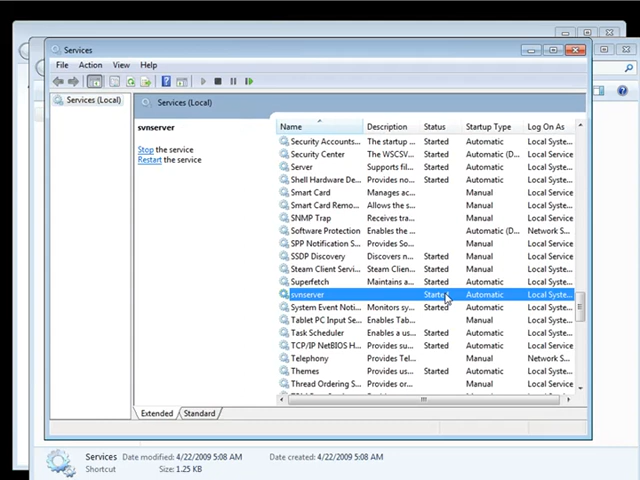 Services
File Action View Help
Services (Local)
Services (Local)
svnserver
Stop the service
Restart the service
Name Description Status Startup Type Log On As
Security Accounts... The startup ... Started Automatic Local Syste...
Security Center The WSCSV... Started Automatic (D... Local Service
Server Supports fil... Started Automatic Local Syste...
Shell Hardware De... Provides no... Started Automatic Local Syste...
Smart Card Manages ac... Manual Local Service
Smart Card Remo... Allows the s... Manual Local Syste...
SNMP Trap Receives tra... Manual Local Service
Software Protection Enables the ... Automatic (D... Network S...
SPP Notification S... Provides So... Manual Local Service
SSDP Discovery Discovers n... Started Manual Local Service
Steam Client Servi... Steam Clien... Started Manual Local Syste...
Superfetch Maintains a ... Started Automatic Local Syste...
svnserver Started Automatic Local Syste...
System Event Noti... Monitors sy... Started Automatic Local Syste...
Tablet PC Input Se... Enables Tab... Manual Local Syste...
Task Scheduler Enables a us... Started Automatic Local Syste...
TCP/IP NetBIOS H... Provides su... Started Automatic Local Service
Telephony Provides Tel... Manual Network S...
Themes Provides us... Started Automatic Local Syste...
Thread Ordering S... Provides or... Manual Local Service
Extended Standard
Services Date modified: 4/22/2009 5:08 AM Date created: 4/22/2009 5:08 AM
Shortcut Size: 1.25 KB